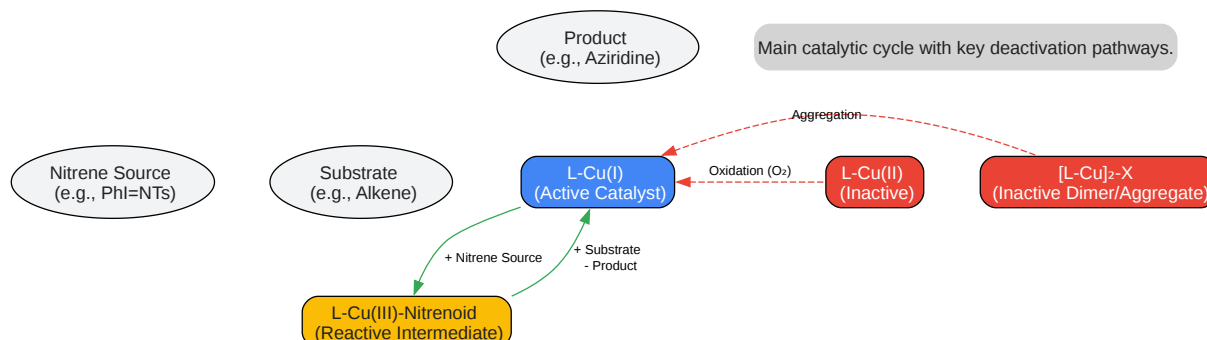 Product
(e.g., Aziridine)
Main catalytic cycle with key deactivation pathways.
Aggregation
Nitrene Source
(e.g., PhI=NTs)
Substrate
(e.g., Alkene)
L-Cu(I)
(Active Catalyst)
Oxidation (O₂)
L-Cu(II)
(Inactive)
[L-Cu]₂-X
(Inactive Dimer/Aggregate)
+ Nitrene Source
+ Substrate
- Product
L-Cu(III)-Nitrenoid
(Reactive Intermediate)